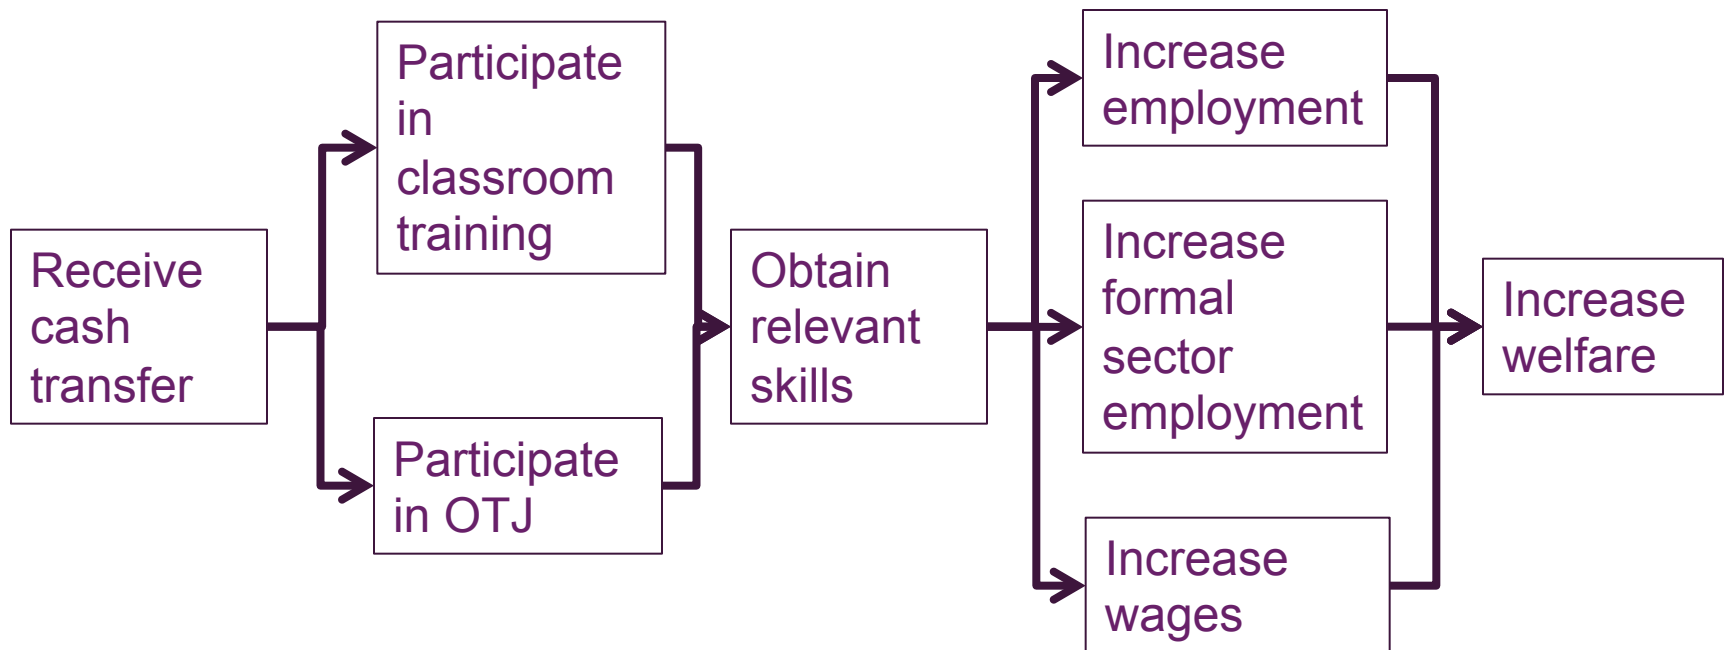 Receive
cash
transfer
Participate
in
classroom
training
Participate
in OTJ
Obtain
relevant
skills
Increase
employment
Increase
formal
sector
employment
Increase
wages
Increase
welfare